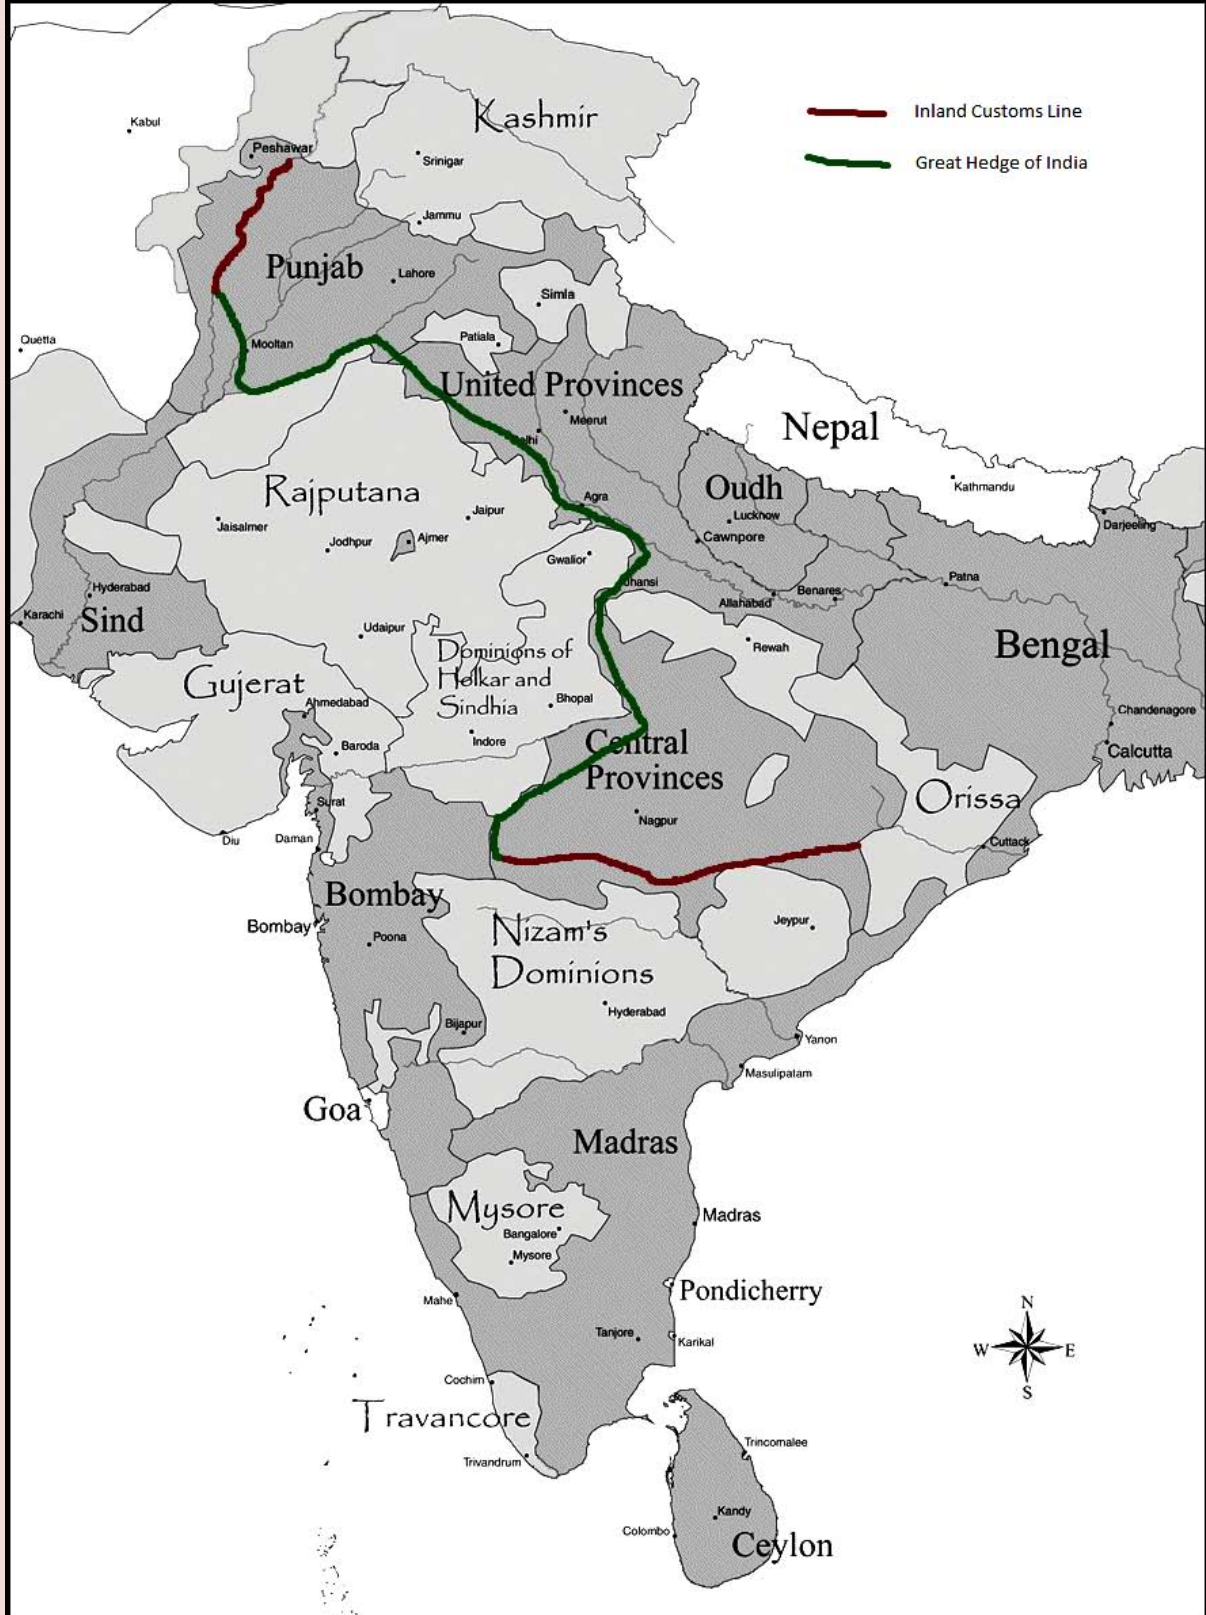 Kabul
Kashmir
Inland Customs Line
Peshawar
Srinigar
Great Hedge of India
Jammu
Punjab
Lahore
Simla
Quetta
Mooltan
Patiala
United Provinces
Meerut
Nepal
Rajputana
Oudh
Kathmandu
Agra
Jaipur
Lucknow
Darjeeling
Jaisalmer
Jodhpur
Ajmer
Cawnpore
Gwalior
Jhansi
Patna
Hyderabad
Allahabad
Benares
Karachi
Sind
Udaipur
Rewah
Bengal
Dominions of
Holkar and
Sindhia
Gujerat
Ahmedabad
Bhopal
Chandenagore
Baroda
Indore
Central
Provinces
Calcutta
Surat
Orissa
Nagpur
Diu
Daman
Cuttack
Bombay
Bombay
Poona
Nizam's
Dominions
Jeypur
Hyderabad
Bijapur
Yanon
Masulipatam
Goa
Madras
Mysore
Bangalore
Mysore
Madras
Mahe
Pondicherry
Tanjore
Karikal
N
W
E
S
Cochim
Travancore
Trivandrum
Trincomalee
Kandy
Colombo
Ceylon